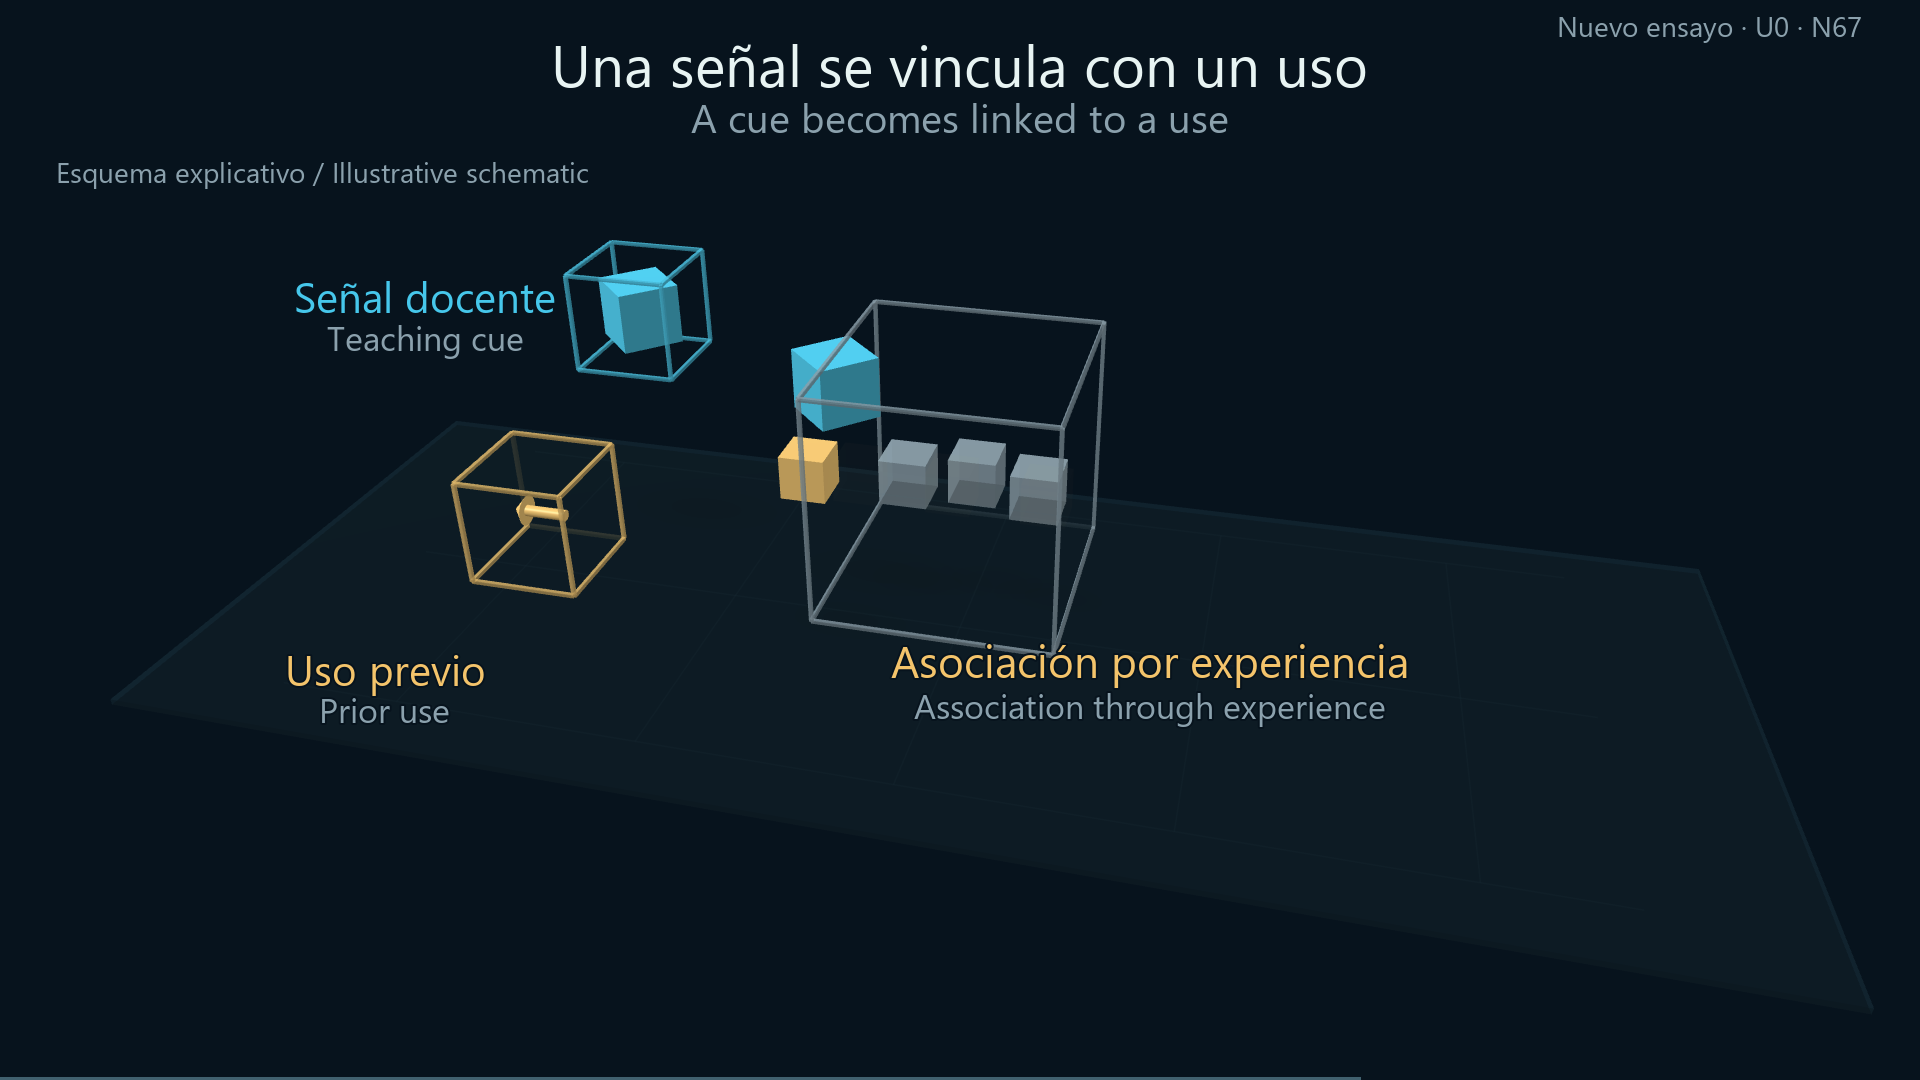 Nuevo ensayo · U0 · N67
Una señal se vincula con un uso
A cue becomes linked to a use
Esquema explicativo / Illustrative schematic
Señal docente
Teaching cue
Uso previo
Prior use
Asociación por experiencia
Association through experience